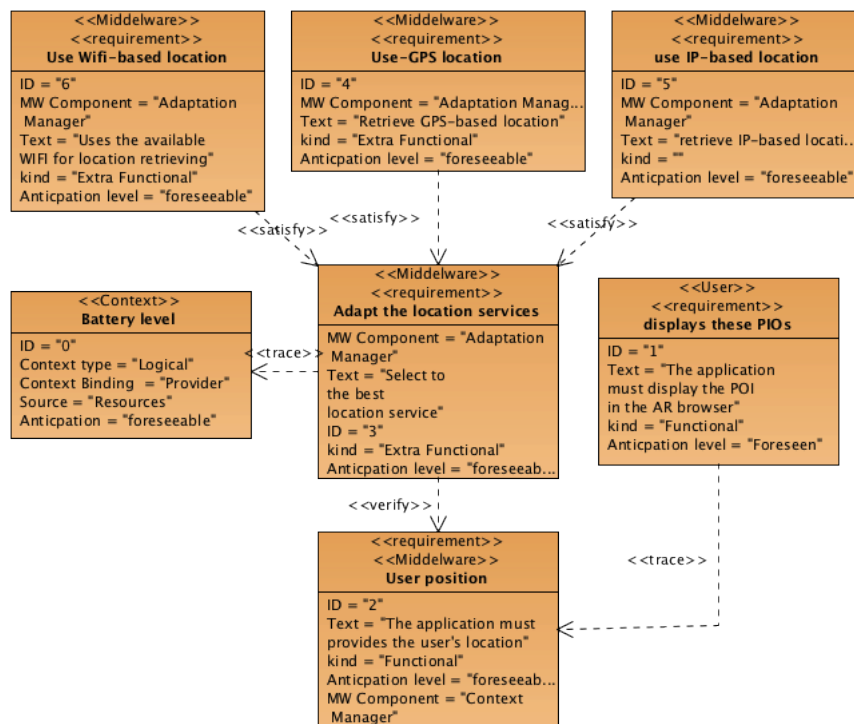 <<Middelware>>
<<requirement>>
Use Wifi-based location
ID = "6"
MW Component = "Adaptation
Manager"
Text = "Uses the available
WIFI for location retrieving"
kind = "Extra Functional"
Anticpation level = "foreseeable"
<<Middelware>>
<<requirement>>
Use-GPS location
ID = "4"
MW Component = "Adaptation Manag...
Text = "Retrieve GPS-based location"
kind = "Extra Functional"
Anticpation level = "foreseeable"
<<Middelware>>
<<requirement>>
use IP-based location
ID = "5"
MW Component = "Adaptation
Manager"
Text = "retrieve IP-based locati...
kind = ""
Anticpation level = "foreseeable"
<<satisfy>>
<<satisfy>>
<<satisfy>>
<<Context>>
Battery level
ID = "0"
Context type = "Logical"
Context Binding = "Provider"
Source = "Resources"
Anticpation = "foreseeable"
<<trace>>
<<Middelware>>
<<requirement>>
Adapt the location services
MW Component = "Adaptation
Manager"
Text = "Select to
the best
location service"
ID = "3"
kind = "Extra Functional"
Anticpation level = "foreseeab...
<<User>>
<<requirement>>
displays these PIOs
ID = "1"
Text = "The application
must display the POI
in the AR browser"
kind = "Functional"
Anticpation level = "Foreseen"
<<verify>>
<<trace>>
<<requirement>>
<<Middelware>>
User position
ID = "2"
Text = "The application must
provides the user's location"
kind = "Functional"
Anticpation level = "foreseeab...
MW Component = "Context
Manager"